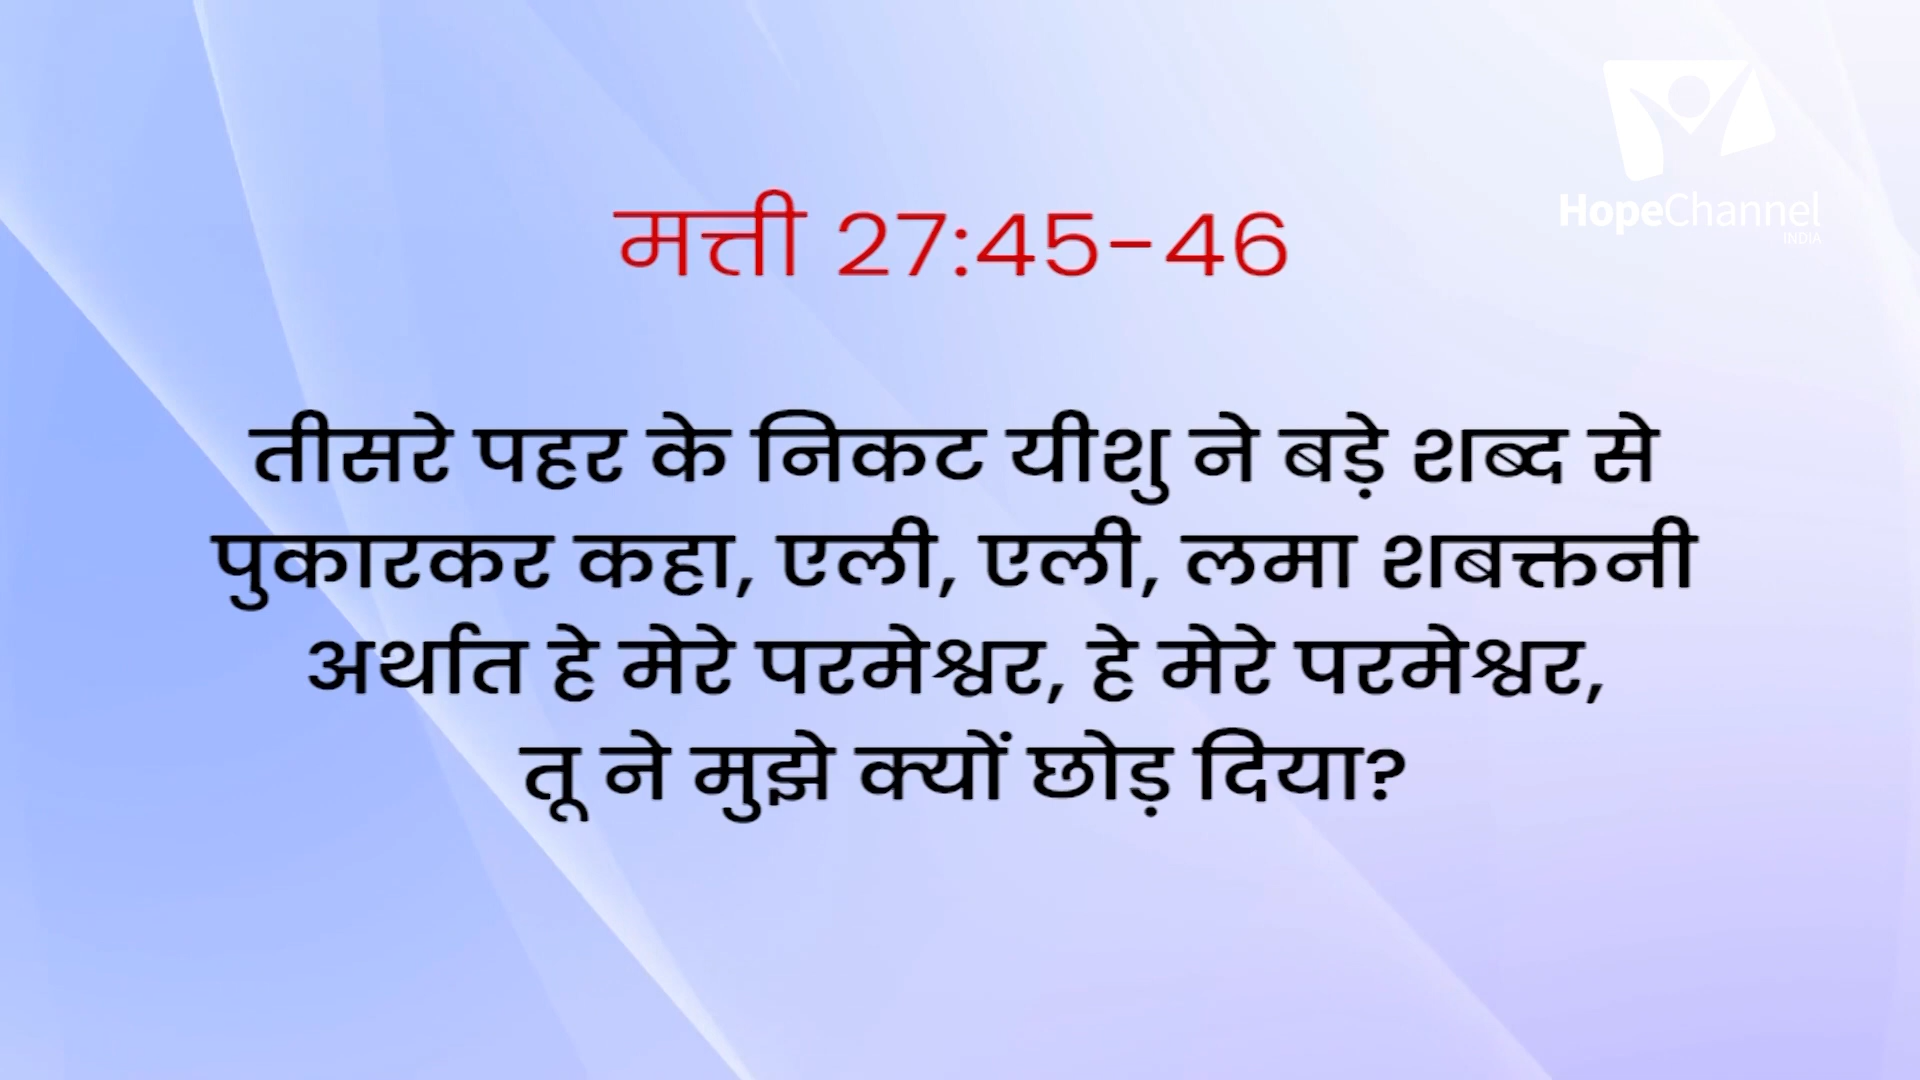 HopeChannel
INDIA
मत्ती 27:45-46
तीसरे पहर के निकट यीशु ने बड़े शब्द से
पुकारकर कहा, एली, एली, लमा शबक्तनी
अर्थात हे मेरे परमेश्वर, हे मेरे परमेश्वर,
तू ने मुझे क्यों छोड़ दिया?